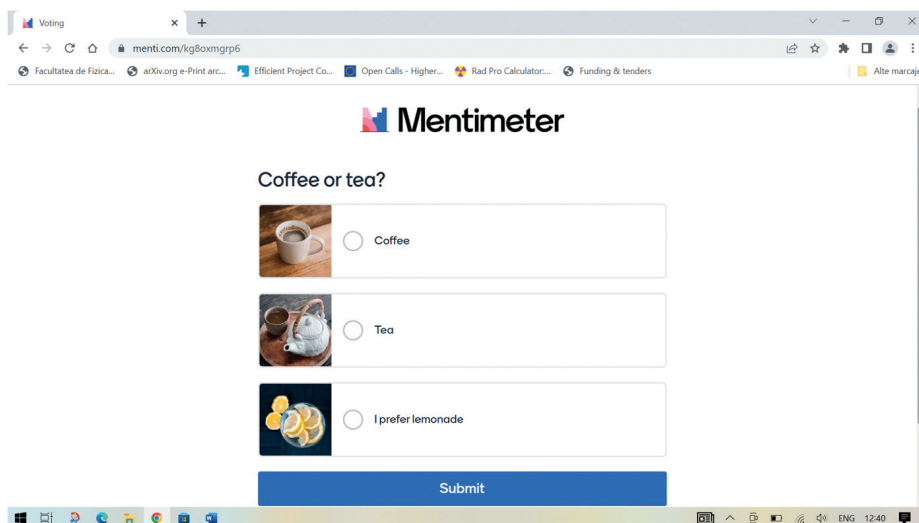 Voting
menti.com/kg8oxmgrp6
Facultatea de Fizica... arXiv.org e-Print arc... Efficient Project Co... Open Calls - Higher... Rad Pro Calculator:... Funding & tenders Alte marcaje
Mentimeter
Coffee or tea?
Coffee
Tea
I prefer lemonade
Submit
ENG 12:40